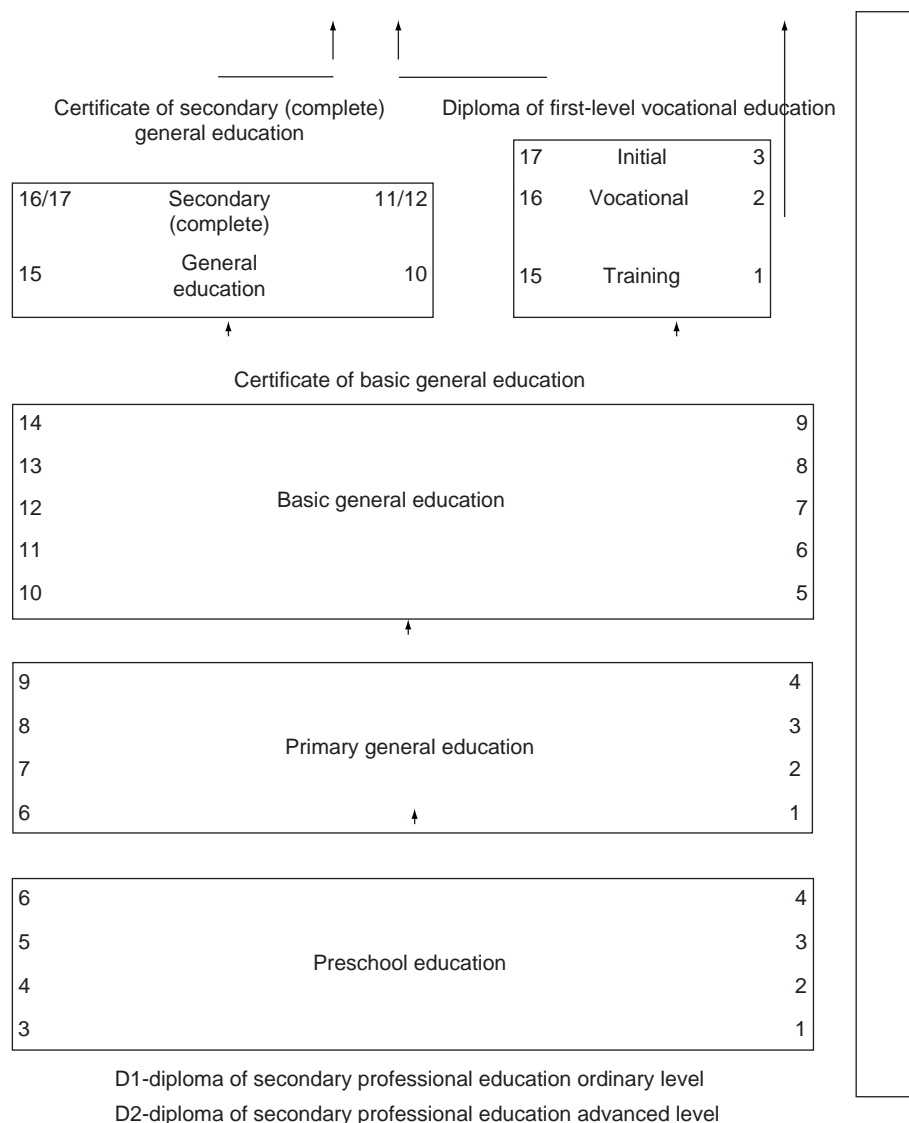 Certificate of secondary (complete)
general education
Diploma of first-level vocational education
16/17 Secondary 11/12
(complete)
General
15 education 10
17 Initial 3
16 Vocational 2
15 Training 1
Certificate of basic general education
14 9
13 8
Basic general education
12 7
11 6
10 5
9 4
8 3
Primary general education
7 2
6 1
6 4
5 3
Preschool education
4 2
3 1
D1-diploma of secondary professional education ordinary level
D2-diploma of secondary professional education advanced level